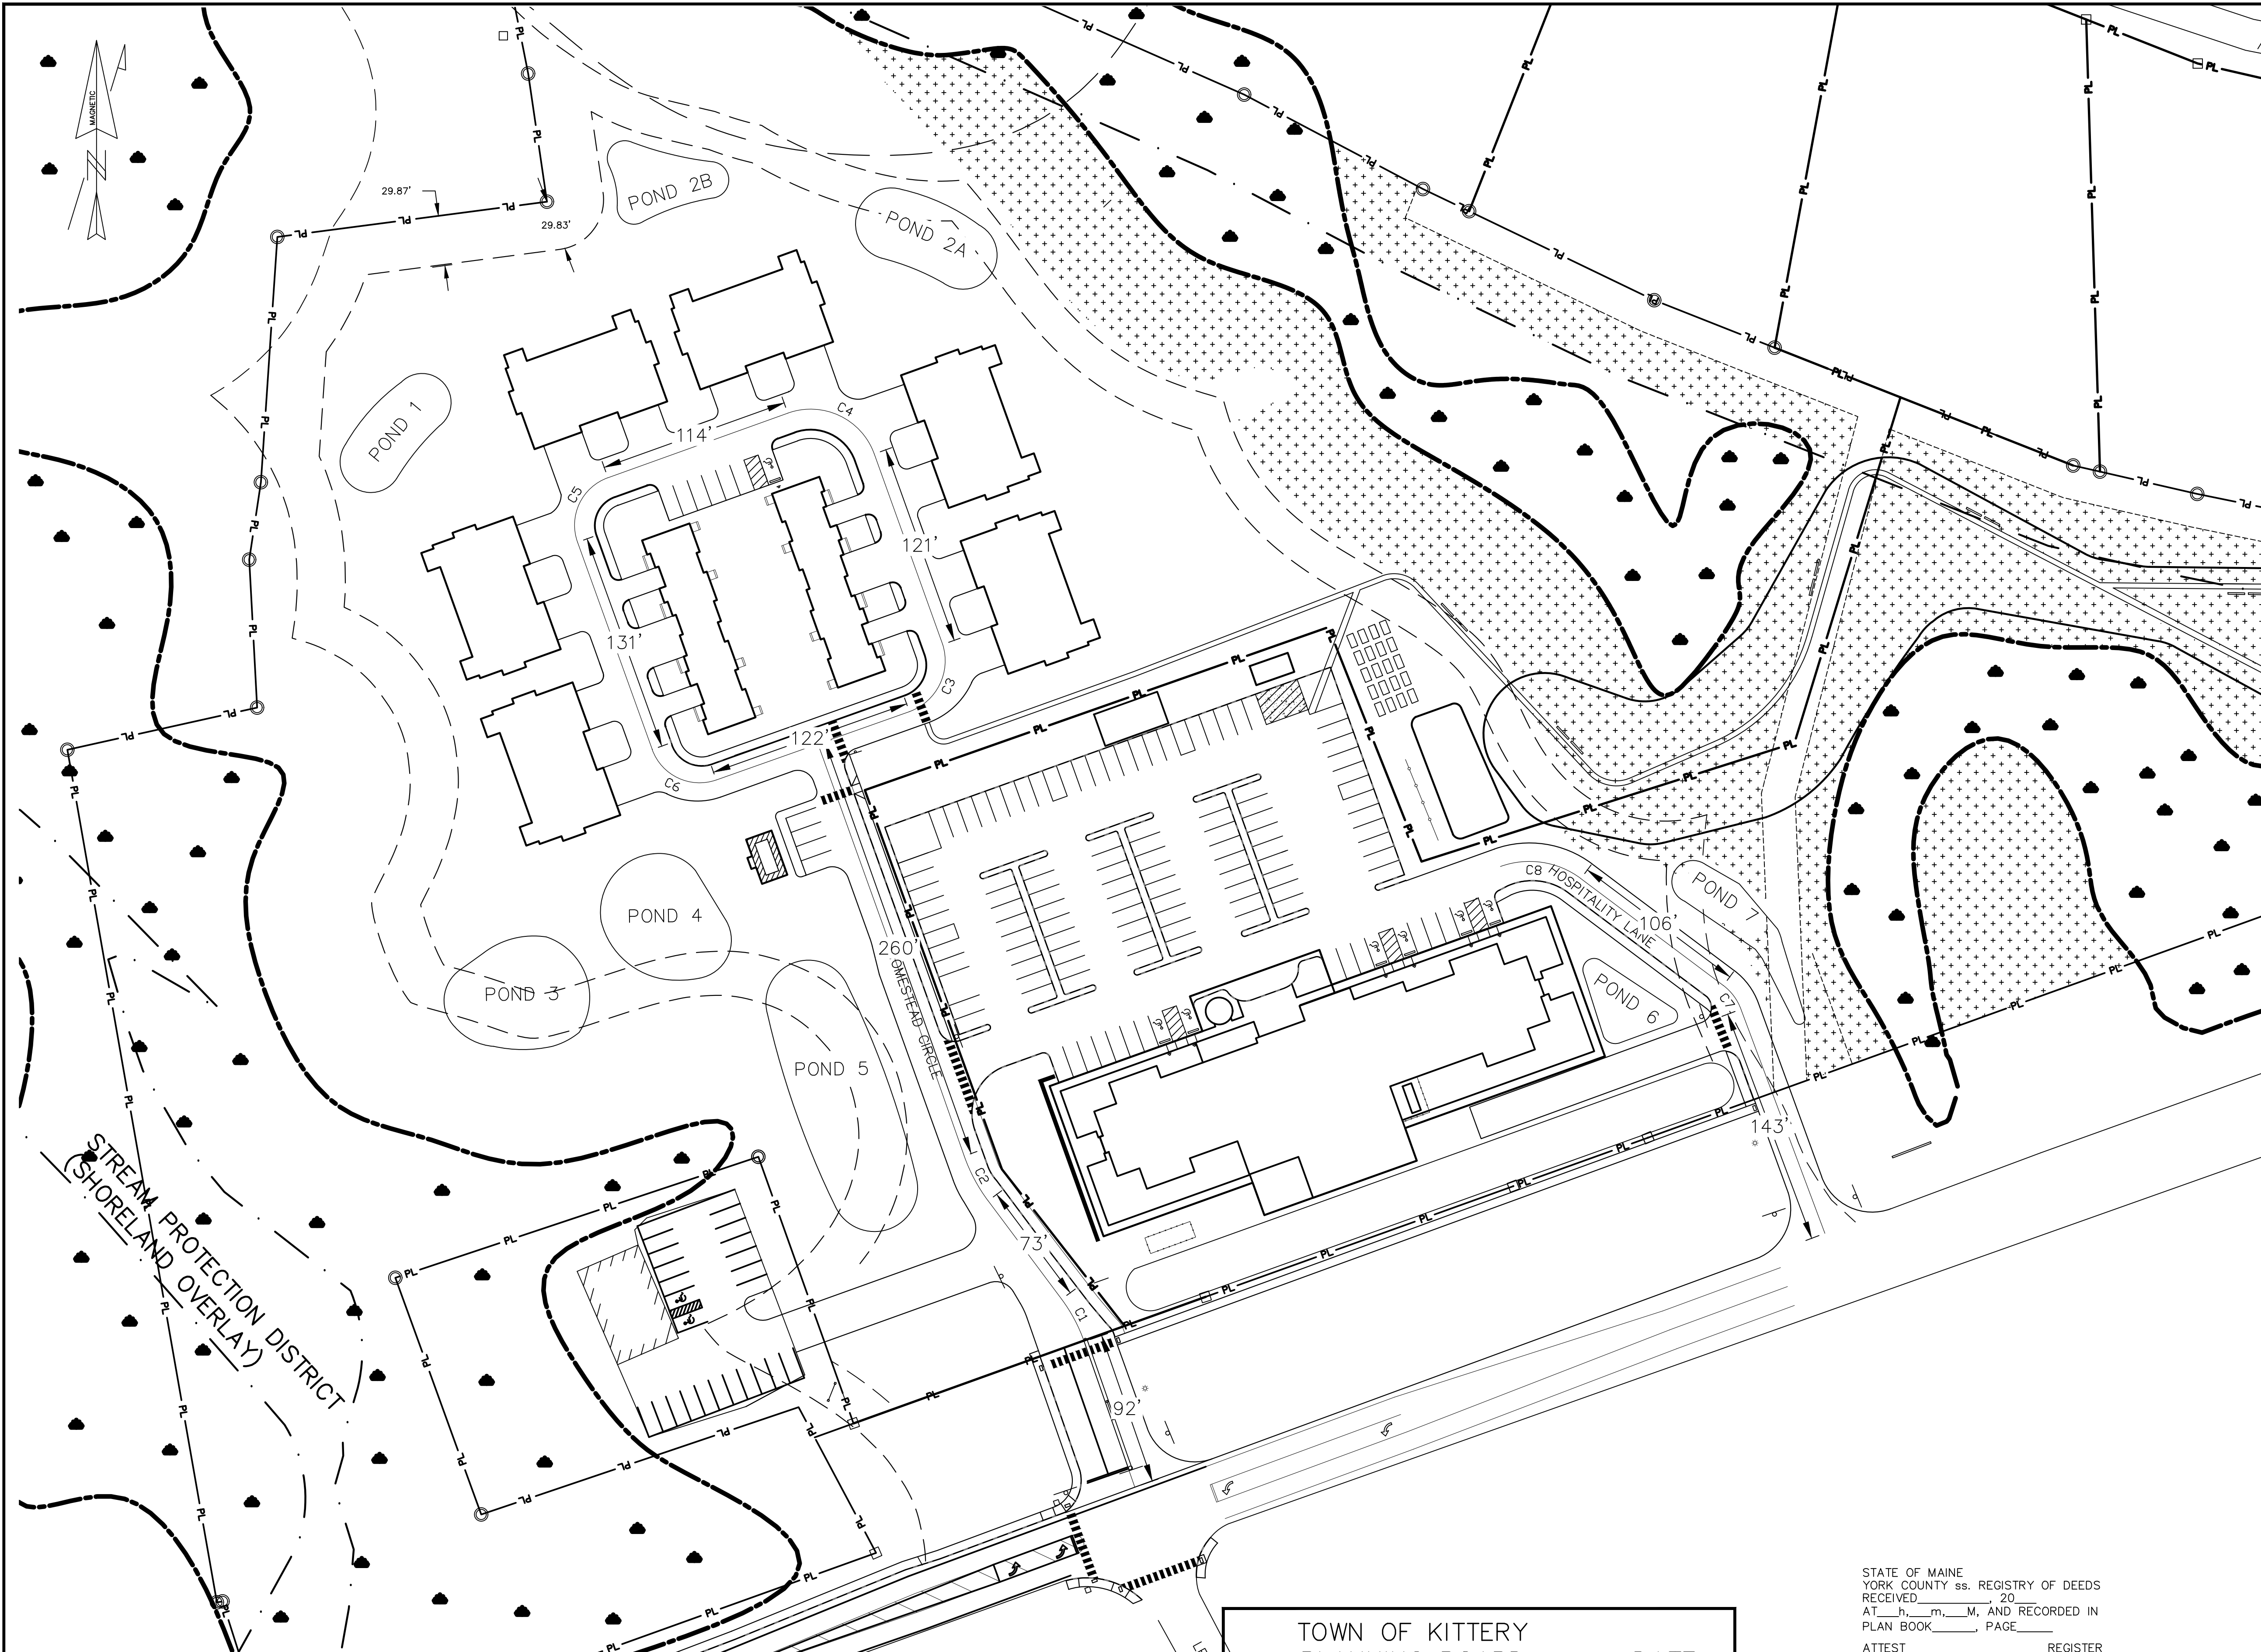 MAGNETIC
N
29.87'
29.83'
POND 2B
POND 2A
POND 1
C5
114'
C4
121'
131'
C3
122'
C6
POND 4
POND 3
POND 5
260'
OMESTEAD CIRCLE
C8 HOSPITALITY LANE
106'
POND 7
POND 6
C7
143'
C2
73'
C1
92'
STREAM PROTECTION DISTRICT
(SHORELAND OVERLAY)
PL
TOWN OF KITTERY
STATE OF MAINE
YORK COUNTY ss. REGISTRY OF DEEDS
RECEIVED__________, 20___
AT___h,___m,___M, AND RECORDED IN
PLAN BOOK______, PAGE_____
ATTEST REGISTER